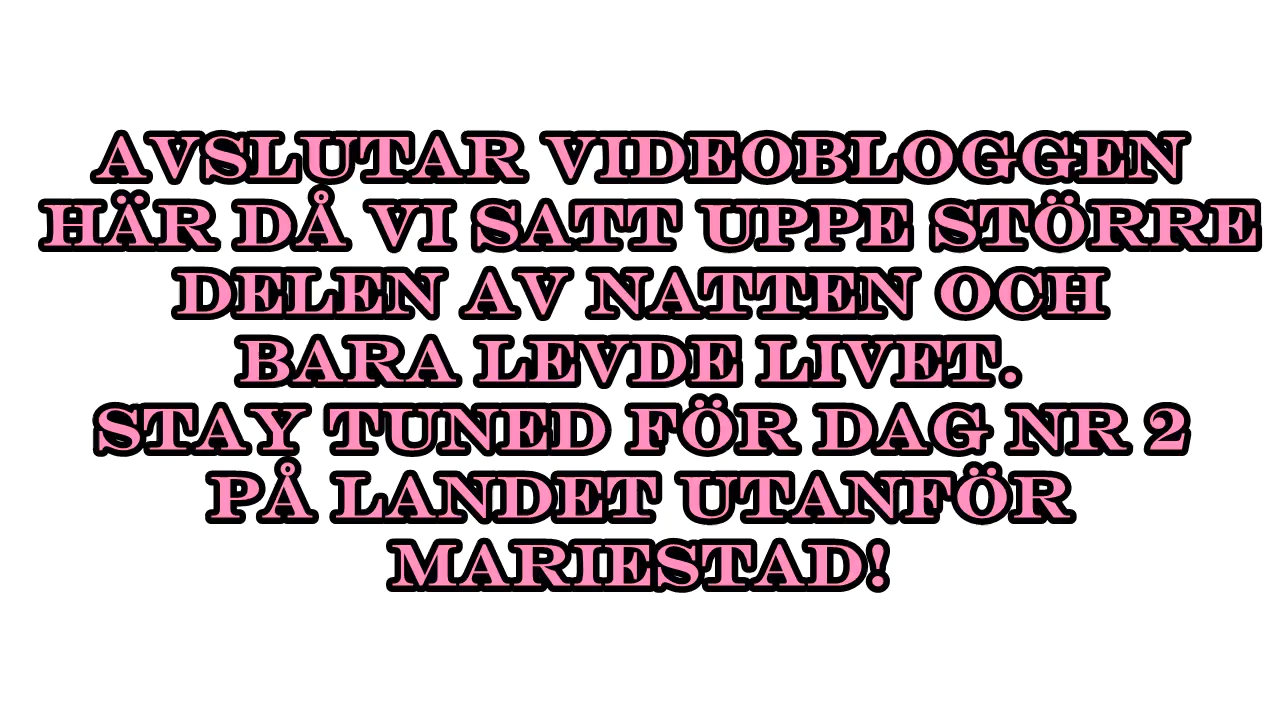 AVSLUTAR VIDEOBLOGGEN
HÄR DÅ VI SATT UPPE STÖRRE
DELEN AV NATTEN OCH
BARA LEVDE LIVET.
STAY TUNED FÖR DAG NR 2
PÅ LANDET UTANFÖR
MARIESTAD!